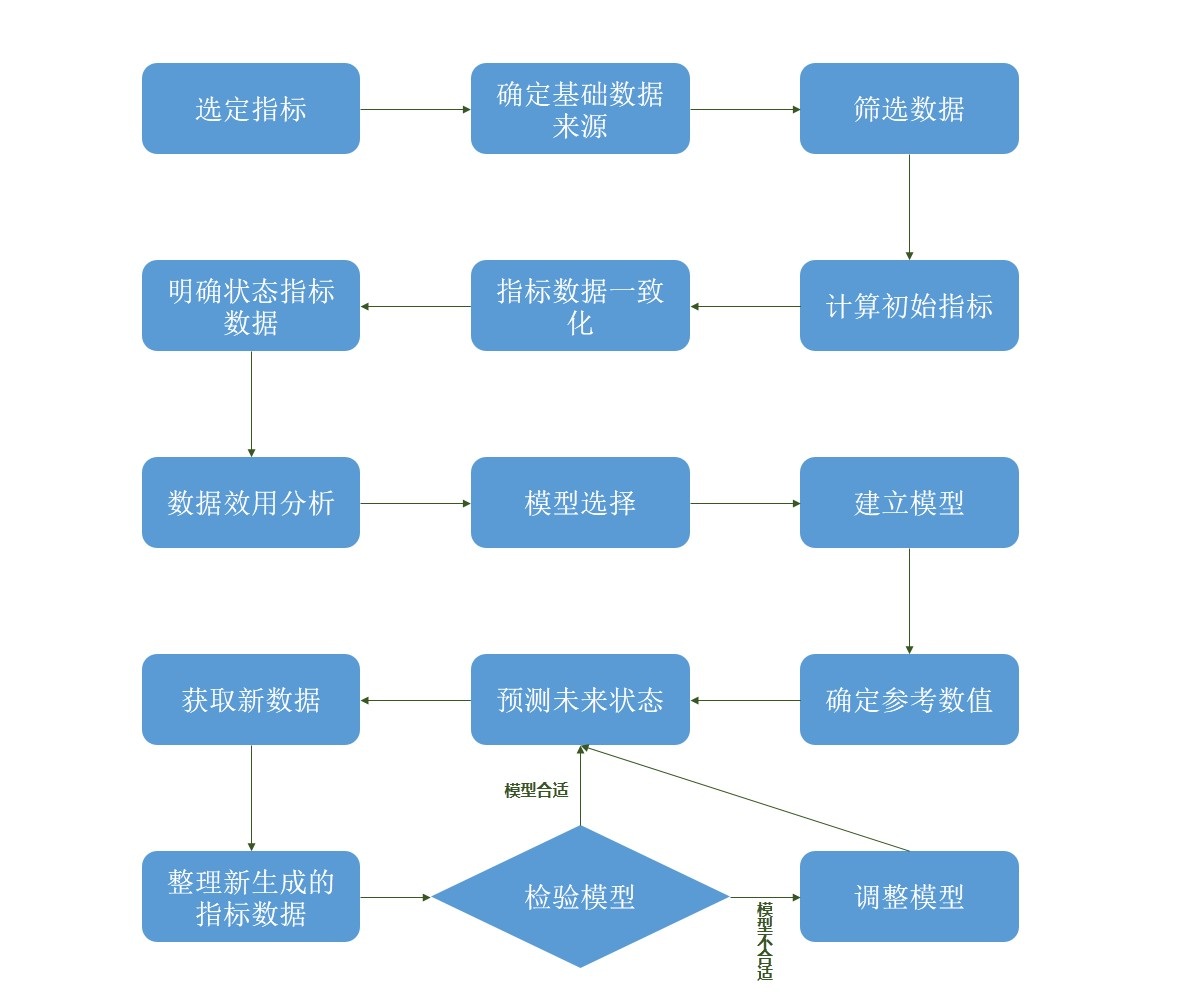 选定指标
确定基础数据
来源
筛选数据
明确状态指标
数据
指标数据一致
化
计算初始指标
数据效用分析
模型选择
建立模型
获取新数据
预测未来状态
确定参考数值
模型合适
整理新生成的
指标数据
检验模型
模型不合适
调整模型